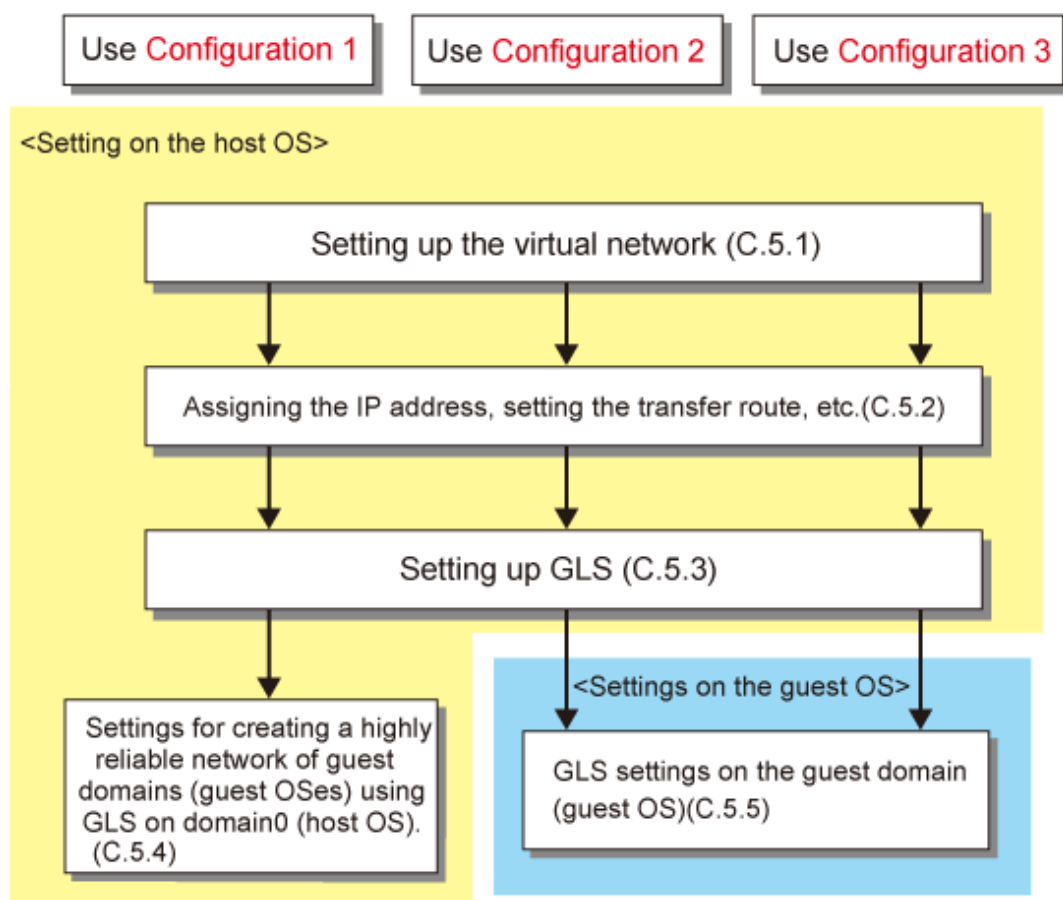 Use Configuration 1
Use Configuration 2
Use Configuration 3
<Setting on the host OS>
Setting up the virtual network (C.5.1)
Assigning the IP address, setting the transfer route, etc.(C.5.2)
Setting up GLS (C.5.3)
Settings for creating a highly
reliable network of guest
domains (guest OSes) using
GLS on domain0 (host OS).
(C.5.4)
<Settings on the guest OS>
GLS settings on the guest domain
(guest OS)(C.5.5)